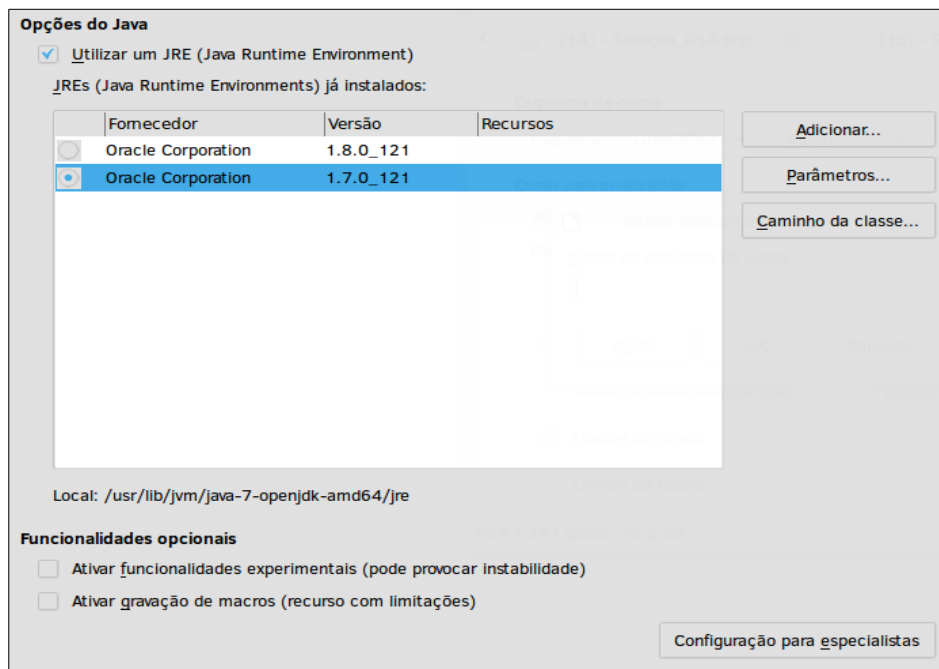 Opções do Java
Utilizar um JRE (Java Runtime Environment)
JREs (Java Runtime Environments) já instalados:
Fornecedor Versão Recursos
Oracle Corporation 1.8.0_121
Oracle Corporation 1.7.0_121
Adicionar...
Parâmetros...
Caminho da classe...
Local: /usr/lib/jvm/java-7-openjdk-amd64/jre
Funcionalidades opcionais
Ativar funcionalidades experimentais (pode provocar instabilidade)
Ativar gravação de macros (recurso com limitações)
Configuração para especialistas